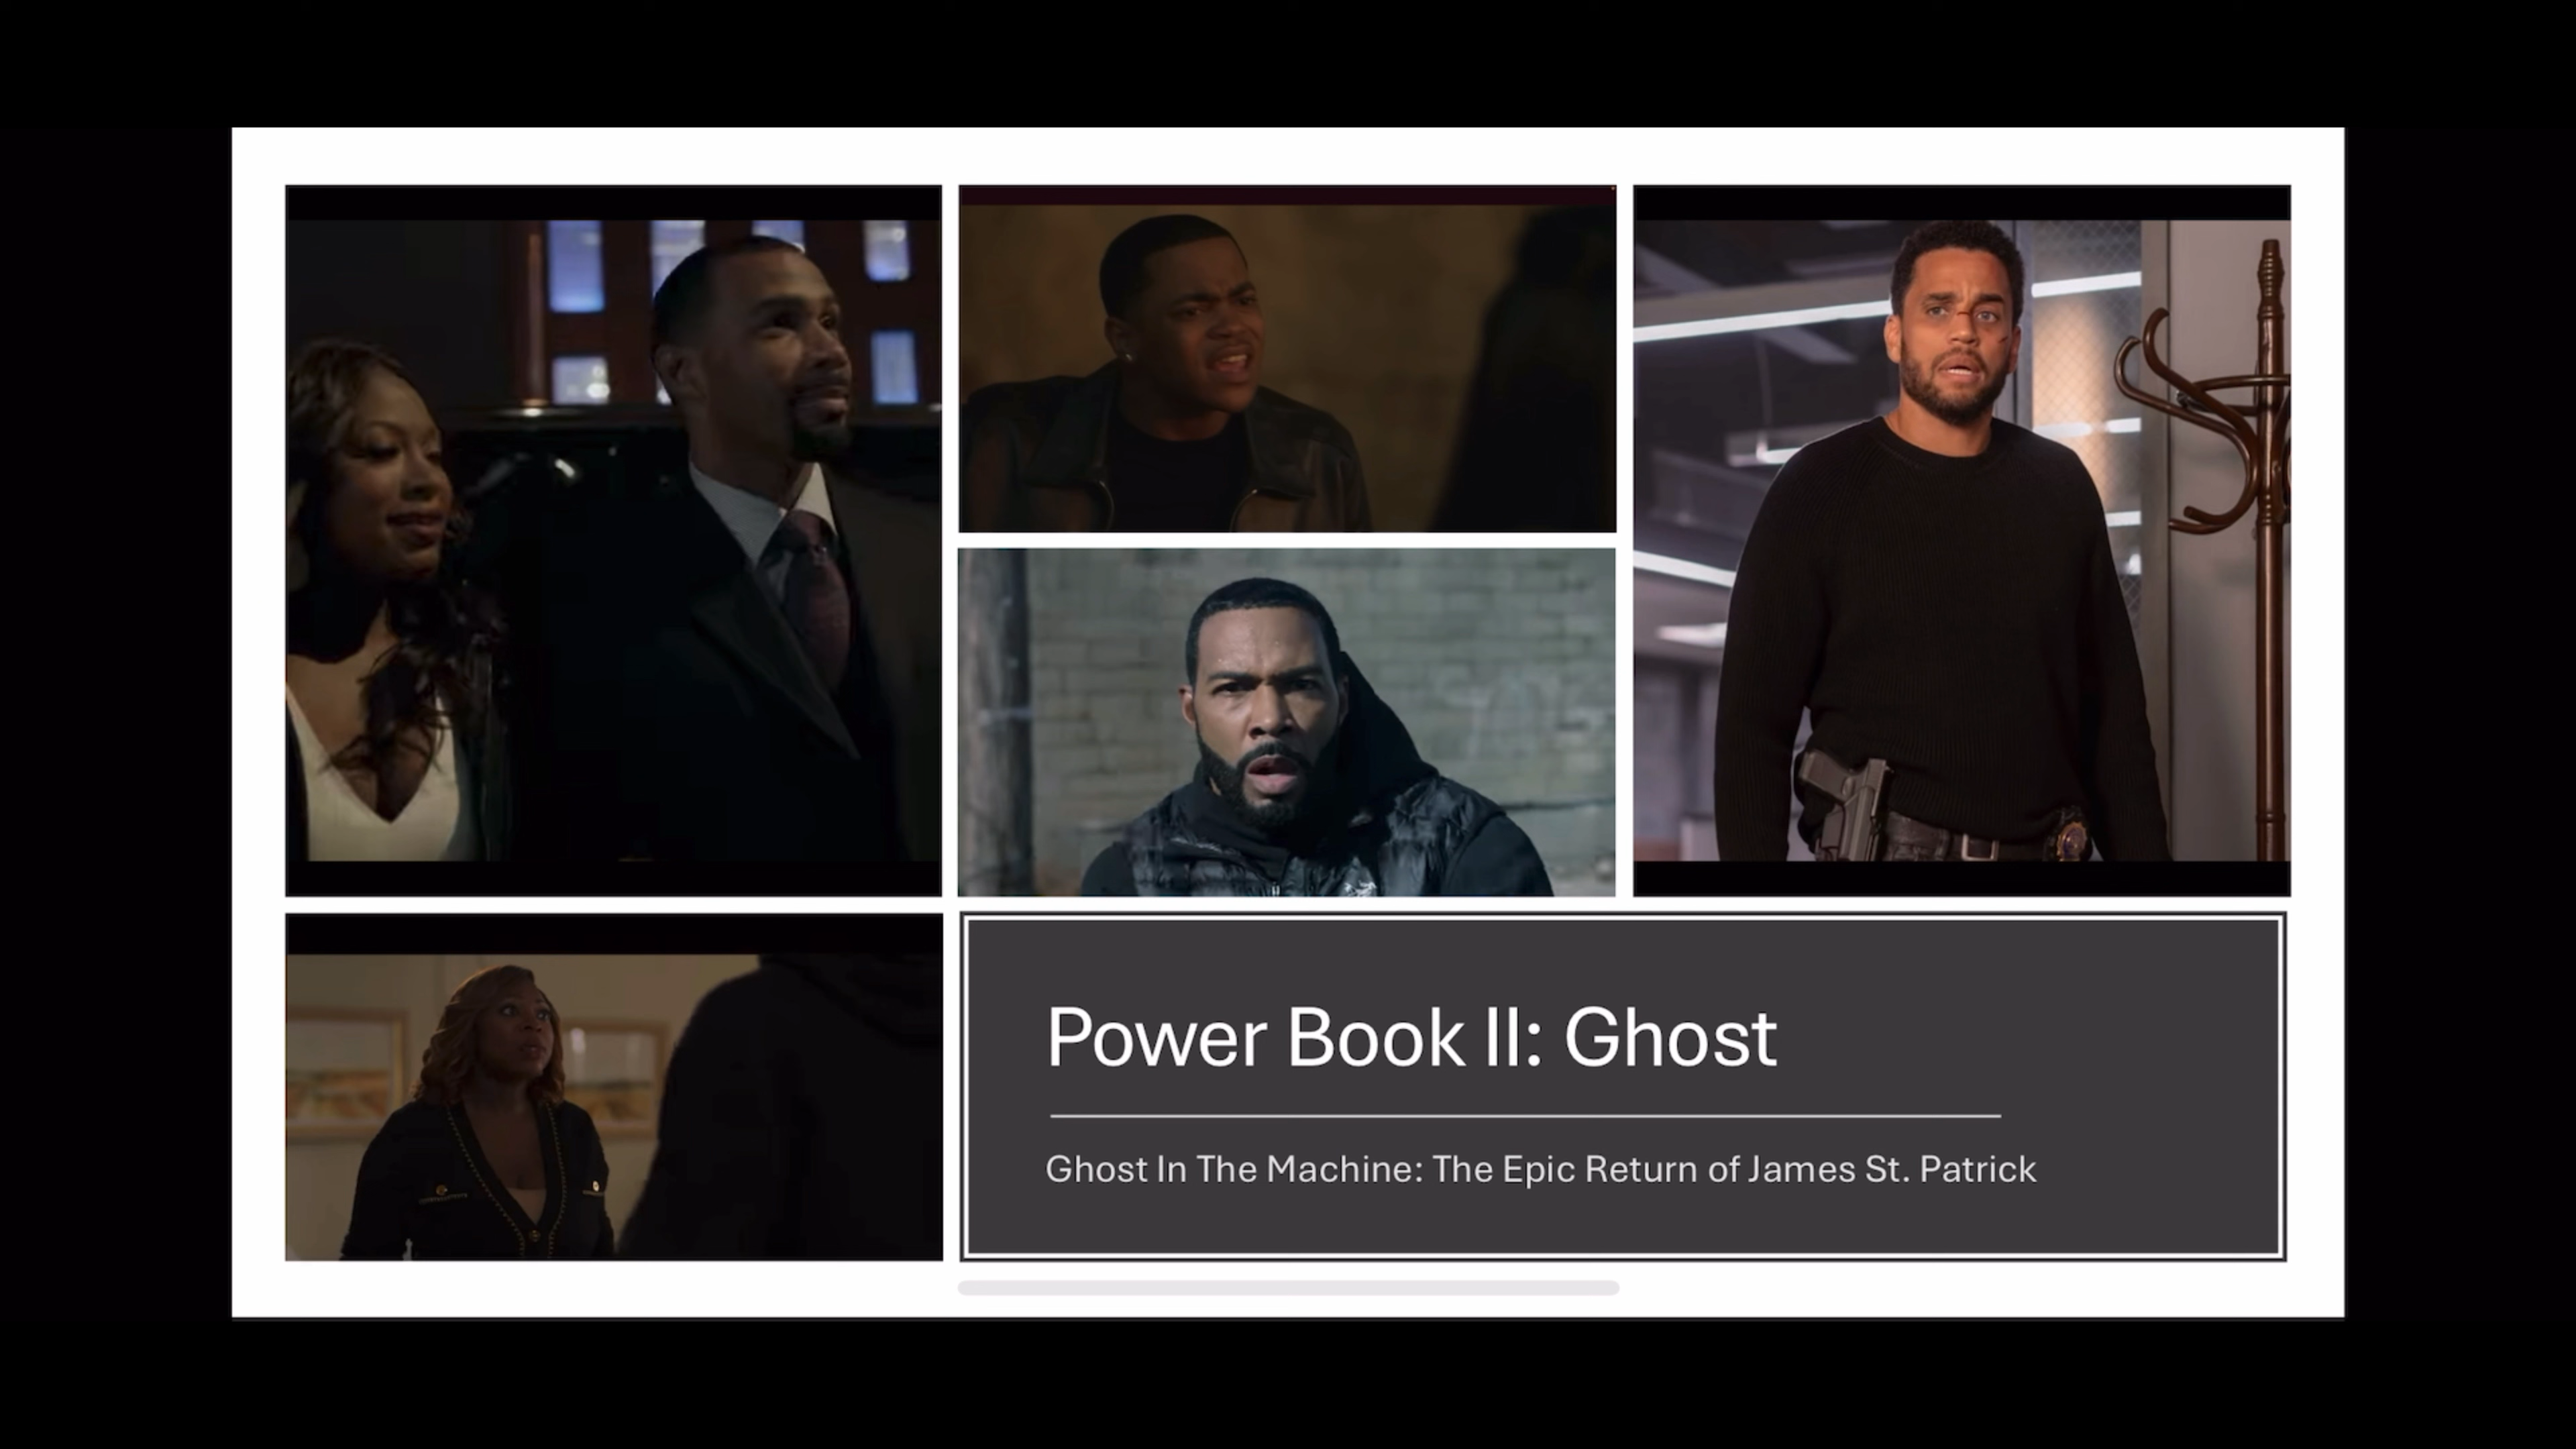 Power Book II: Ghost
Ghost In The Machine: The Epic Return of James St. Patrick